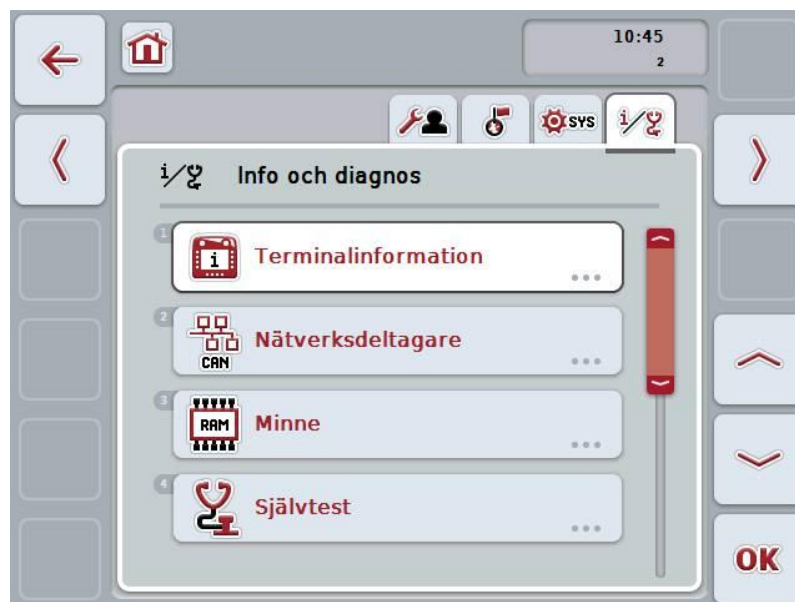 10:45
2
SYS
i/
i/ Info och diagnos
1
i
Terminalinformation
2
CAN
Nätverksdeltagare
3
RAM
Minne
4
Självtest
OK